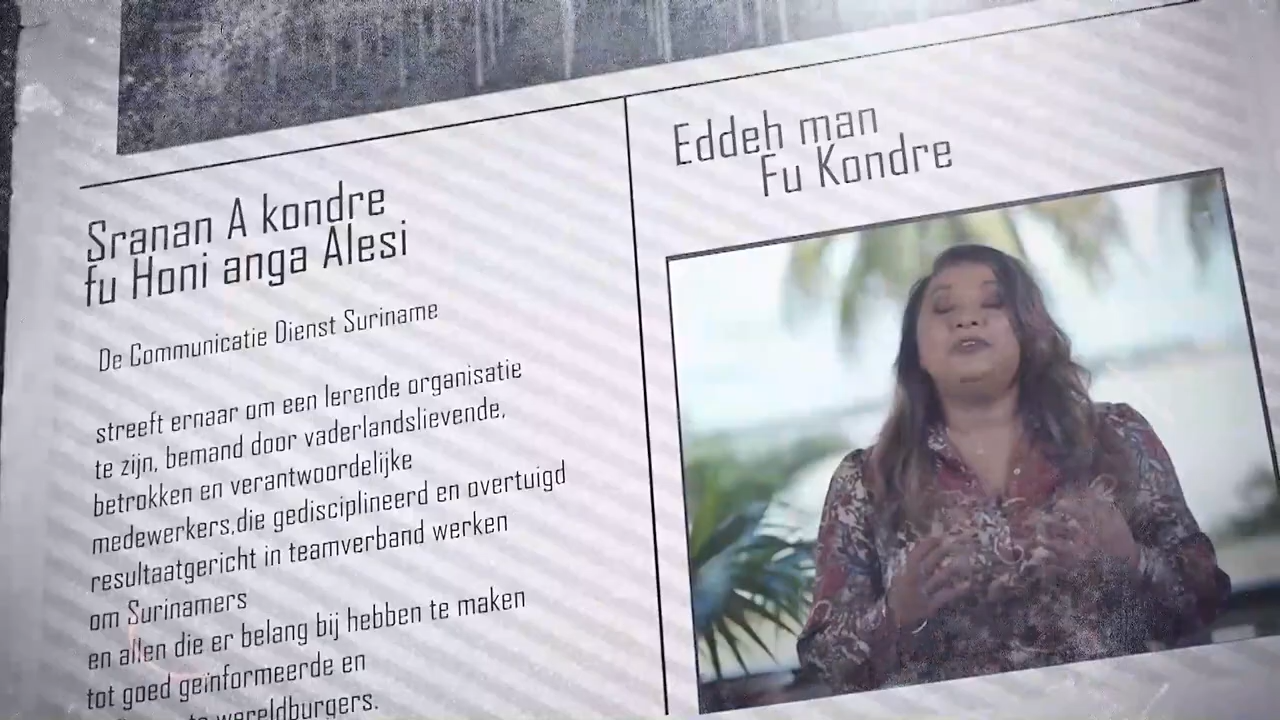 Sranan A kondre
fu Honi anga Alesi
De Communicatie Dienst Suriname
streeft ernaar om een lerende organisatie
te zijn, bemand door vaderlandslievende,
betrokken en verantwoordelijke
medewerkers,die gedisciplineerd en overtuigd
resultaatgericht in teamverband werken
om Surinamers
en allen die er belang bij hebben te maken
tot goed geïnformeerde en
wereldburgers.
Eddeh man
Fu Kondre